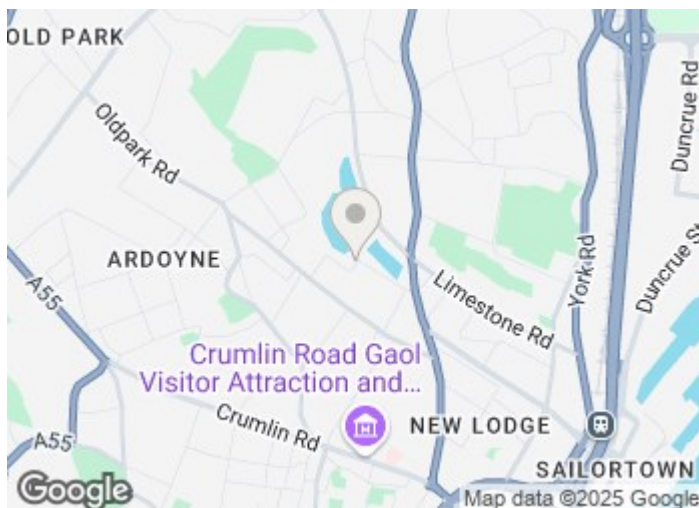 OLD PARK
Oldpark Rd
Duncrue Rd
ARDOYNE
A55
York Rd
Duncrue St
Limestone Rd
Crumlin Road Gaol
Visitor Attraction and...
Crumlin Rd
NEW LODGE
A55
SAILORTOWN
Google
Map data ©2025 Google